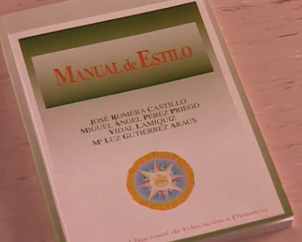 MANUAL de ESTILO
JOSÉ ROMERA CASTILLO
MIGUEL ÁNGEL PÉREZ PRIEGO
VIDAL LAMÍQUIZ
Mª LUZ GUTIÉRREZ ARAUS
Nacional de Educación a Distancia